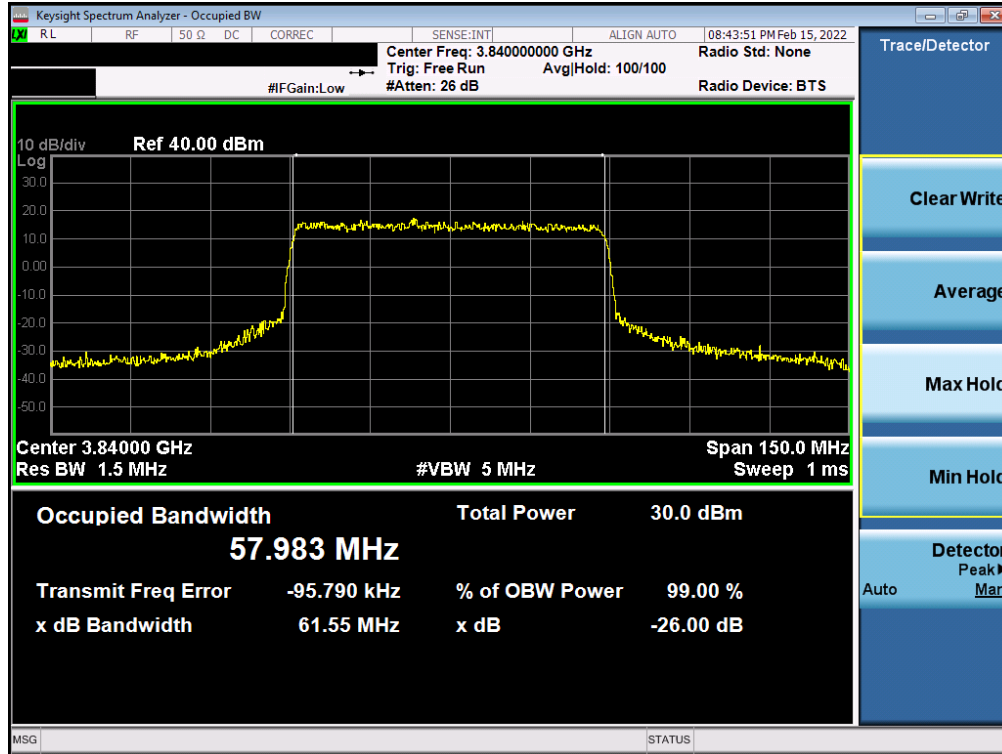 Keysight Spectrum Analyzer - Occupied BW
LXI RL RF 50 Ω DC CORREC SENSE:INT ALIGN AUTO 08:43:51 PM Feb 15, 2022
Center Freq: 3.840000000 GHz Radio Std: None
Trig: Free Run Avg|Hold: 100/100
#IFGain:Low #Atten: 26 dB Radio Device: BTS
10 dB/div Ref 40.00 dBm
Log
30.0
20.0
10.0
0.00
-10.0
-20.0
-30.0
-40.0
-50.0
Center 3.84000 GHz Span 150.0 MHz
Res BW 1.5 MHz #VBW 5 MHz Sweep 1 ms
Occupied Bandwidth Total Power 30.0 dBm
57.983 MHz
Transmit Freq Error -95.790 kHz % of OBW Power 99.00 %
x dB Bandwidth 61.55 MHz x dB -26.00 dB
MSG STATUS
Trace/Detector
Clear Write
Average
Max Hold
Min Hold
Detector
Peak
Auto Man